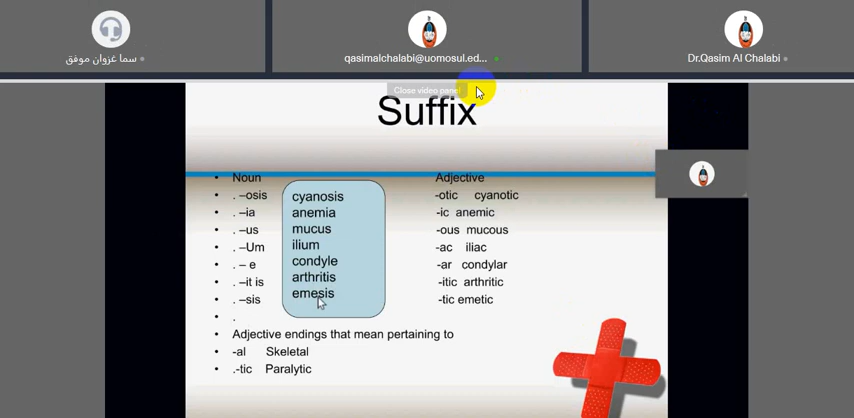 سما غزوان موفق
qasimalchalabi@uomosul.ed...
Dr.Qasim Al Chalabi
Close video panel
Suffix
• Noun Adjective
• . –osis cyanosis -otic cyanotic
• . –ia anemia -ic anemic
• . –us mucus -ous mucous
• . –Um ilium -ac iliac
• . – e condyle -ar condylar
• . –it is arthritis -itic arthritic
• . –sis emesis -tic emetic
• .
• Adjective endings that mean pertaining to
• -al Skeletal
• .-tic Paralytic